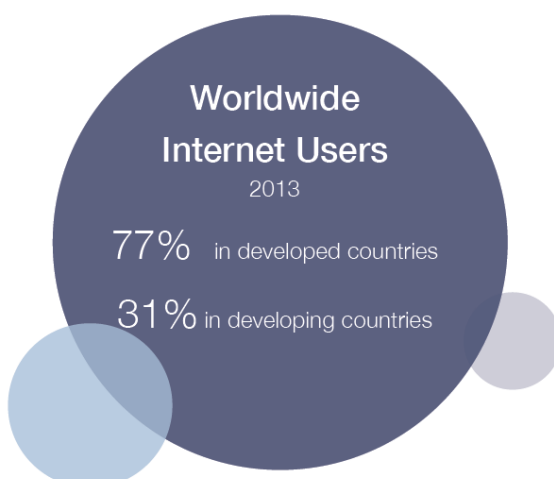 Worldwide
Internet Users
2013
77% in developed countries
31% in developing countries